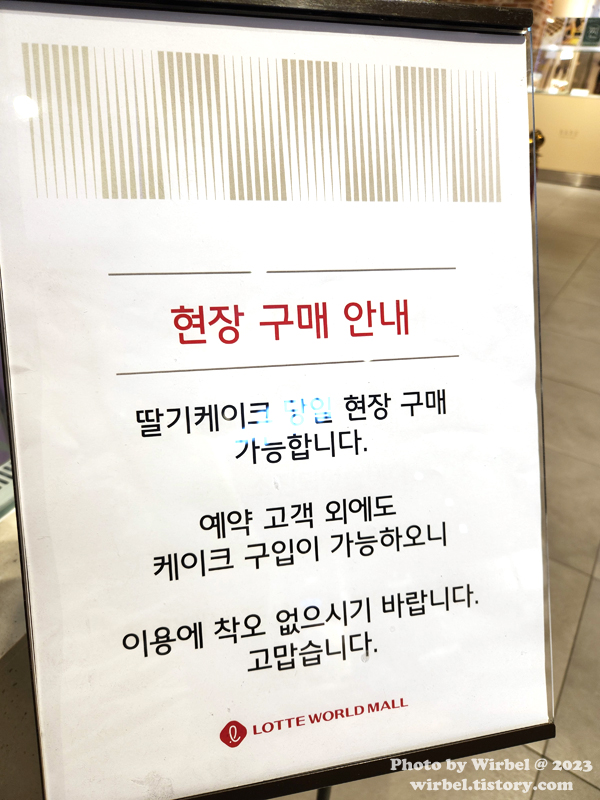 현장 구매 안내
딸기케이크 당일 현장 구매
가능합니다.
예약 고객 외에도
케이크 구입이 가능하오니
이용에 착오 없으시기 바랍니다.
고맙습니다.
LOTTE WORLD MALL
Photo by Wirbel @ 2023
wirbel.tistory.com